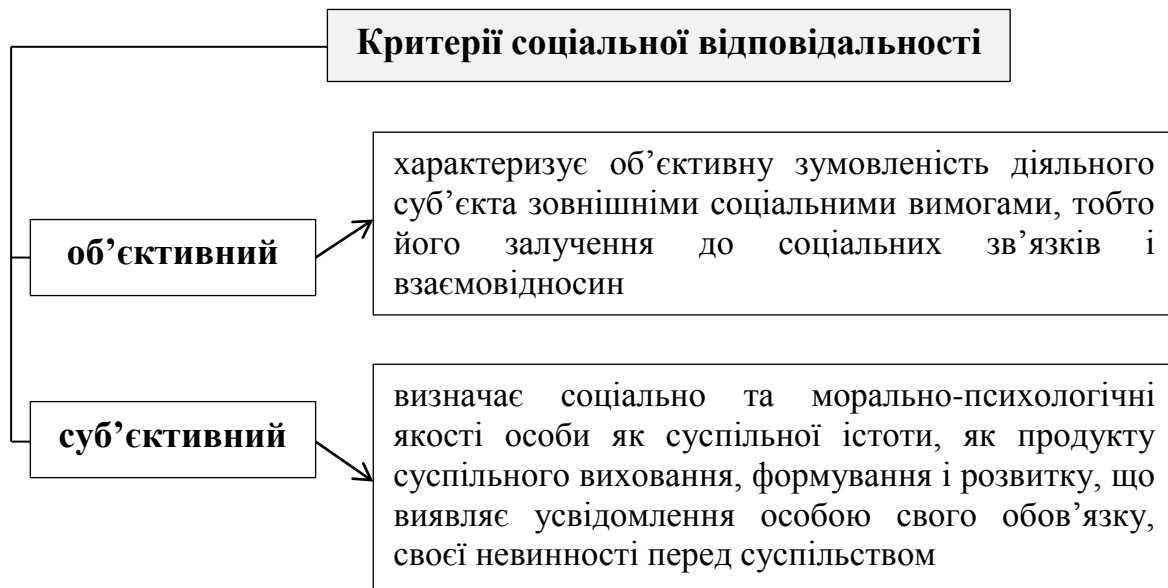 Критерії соціальної відповідальності
об’єктивний
характеризує об’єктивну зумовленість діяльного
суб’єкта зовнішніми соціальними вимогами, тобто
його залучення до соціальних зв’язків і
взаємовідносин
суб’єктивний
визначає соціально та морально-психологічні
якості особи як суспільної істоти, як продукту
суспільного виховання, формування і розвитку, що
виявляє усвідомлення особою свого обов’язку,
своєї невинності перед суспільством